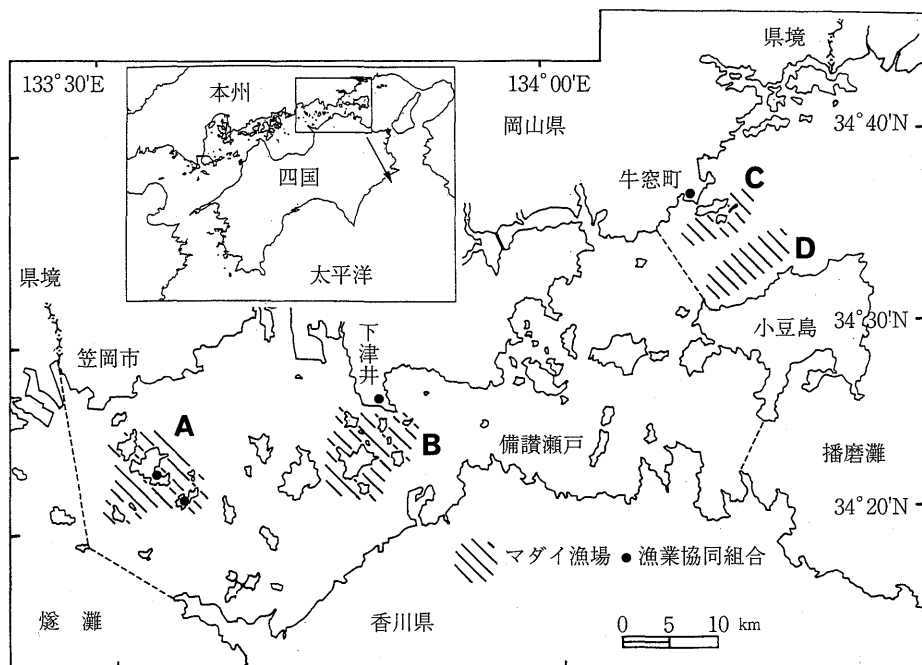 133°30'E
134°00'E
県境
本州
岡山県
34°40'N
四国
牛窓町
C
D
太平洋
県境
小豆島
34°30'N
笠岡市
下津井
A
B
備讃瀬戸
播磨灘
34°20'N
マダイ漁場 ●漁業協同組合
燧灘
香川県
0 5 10 km